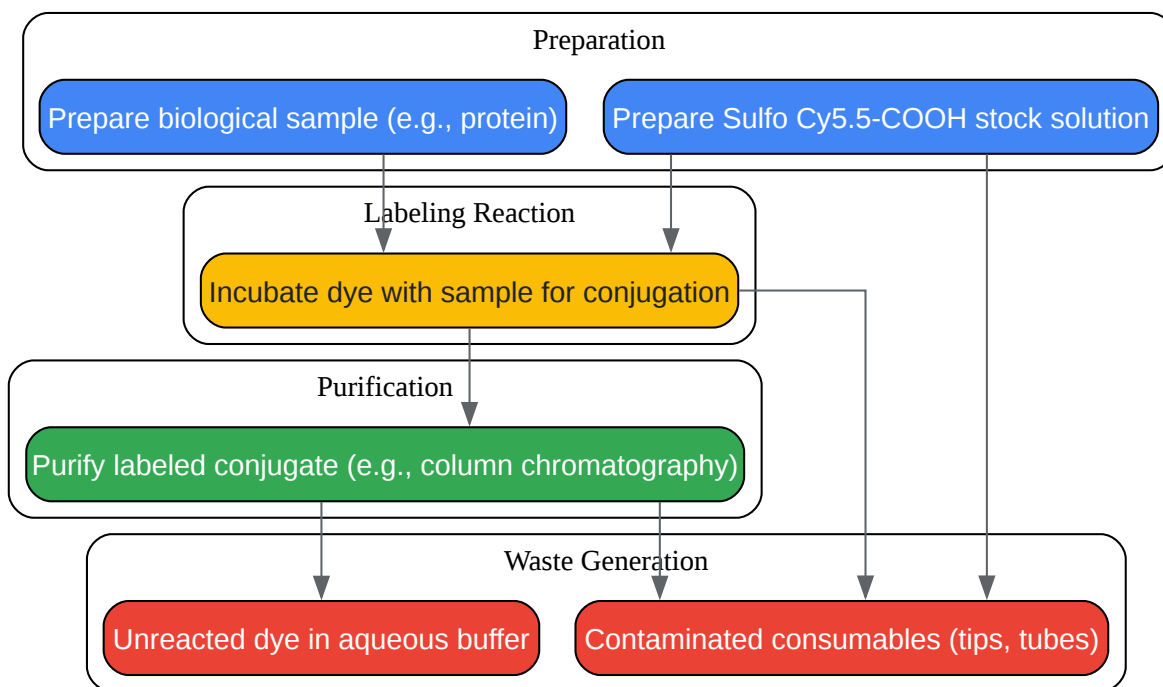 Preparation
Prepare biological sample (e.g., protein)
Prepare Sulfo Cy5.5-COOH stock solution
Labeling Reaction
Incubate dye with sample for conjugation
Purification
Purify labeled conjugate (e.g., column chromatography)
Waste Generation
Unreacted dye in aqueous buffer
Contaminated consumables (tips, tubes)